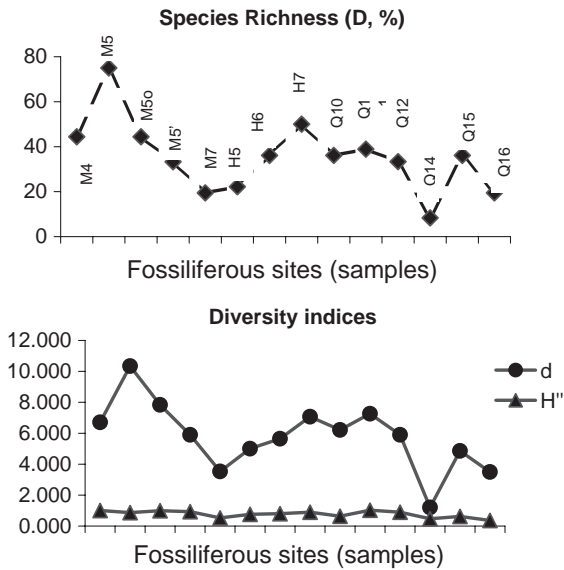 Species Richness (D, %)
80
60
40
20
0
M4
M5
M5o
M5'
M7
H5
H6
H7
Q10
Q1
1
Q12
Q14
Q15
Q16
Fossiliferous sites (samples)
Diversity indices
12.000
10.000
8.000
6.000
4.000
2.000
0.000
d
H"
Fossiliferous sites (samples)